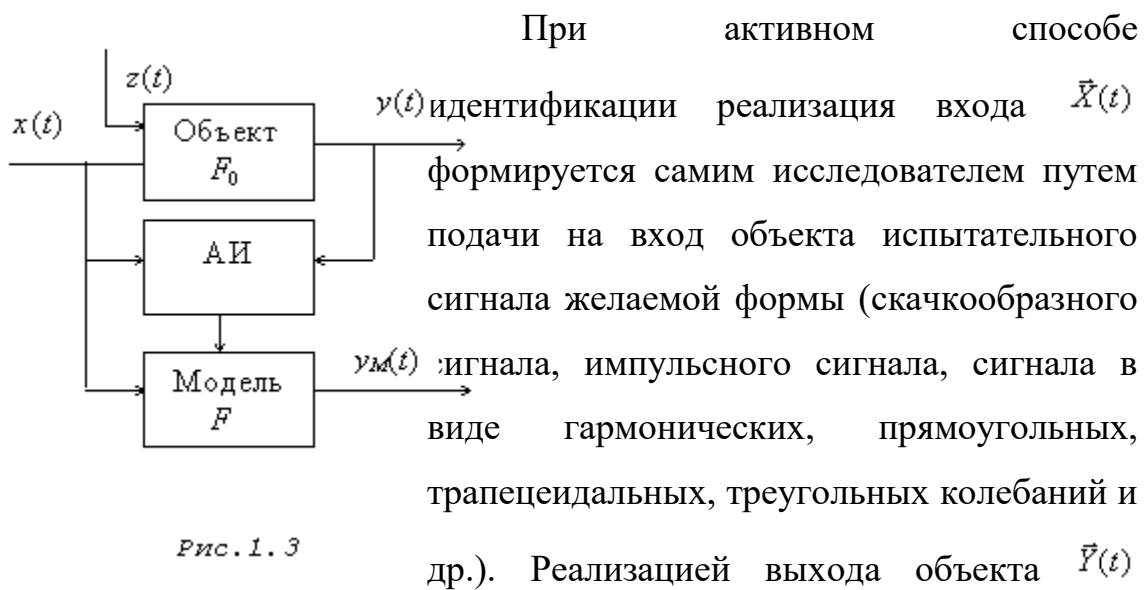 z(t)
x(t)
y(t)
Объект
F₀
АИ
Модель
F
yM(t)
Рис.1.3
При активном способе
идентификации реализация входа X⃗(t)
формируется самим исследователем путем
подачи на вход объекта испытательного
сигнала желаемой формы (скачкообразного
сигнала, импульсного сигнала, сигнала в
виде гармонических, прямоугольных,
трапецеидальных, треугольных колебаний и
др.). Реализацией выхода объекта Y⃗(t)